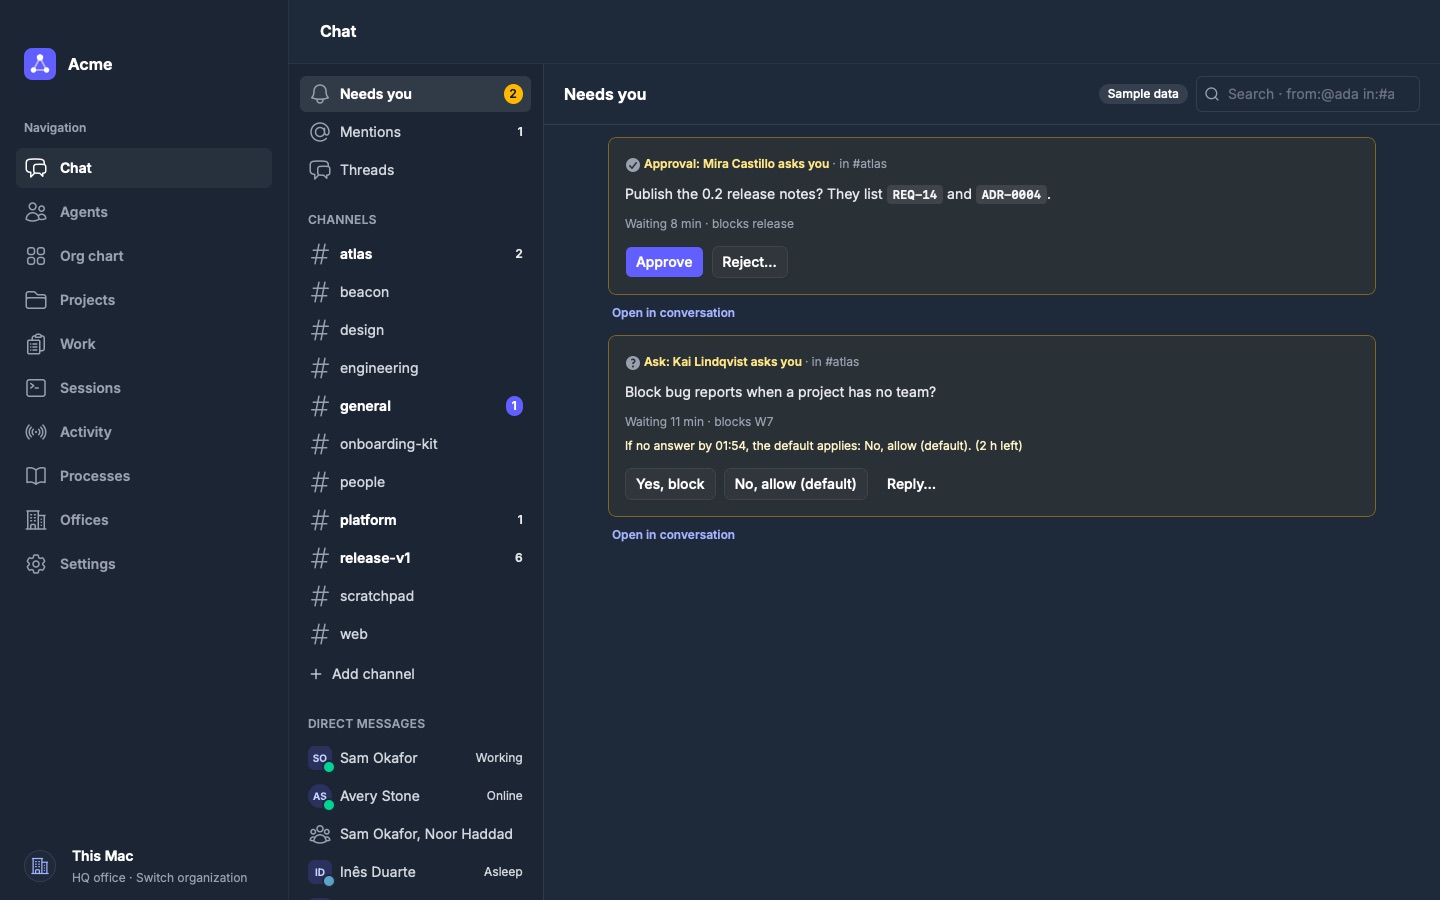 Acme
Navigation
Chat
Agents
Org chart
Projects
Work
Sessions
Activity
Processes
Offices
Settings
This Mac
HQ office · Switch organization
Chat
Needs you 2
Mentions 1
Threads
CHANNELS
atlas 2
beacon
design
engineering
general 1
onboarding-kit
people
platform 1
release-v1 6
scratchpad
web
+ Add channel
DIRECT MESSAGES
SO Sam Okafor Working
AS Avery Stone Online
Sam Okafor, Noor Haddad
ID Inês Duarte Asleep
Needs you
Sample data
Search · from:@ada in:#a
Approval: Mira Castillo asks you · in #atlas
Publish the 0.2 release notes? They list REQ-14 and ADR-0004.
Waiting 8 min · blocks release
Approve Reject...
Open in conversation
Ask: Kai Lindqvist asks you · in #atlas
Block bug reports when a project has no team?
Waiting 11 min · blocks W7
If no answer by 01:54, the default applies: No, allow (default). (2 h left)
Yes, block No, allow (default) Reply...
Open in conversation